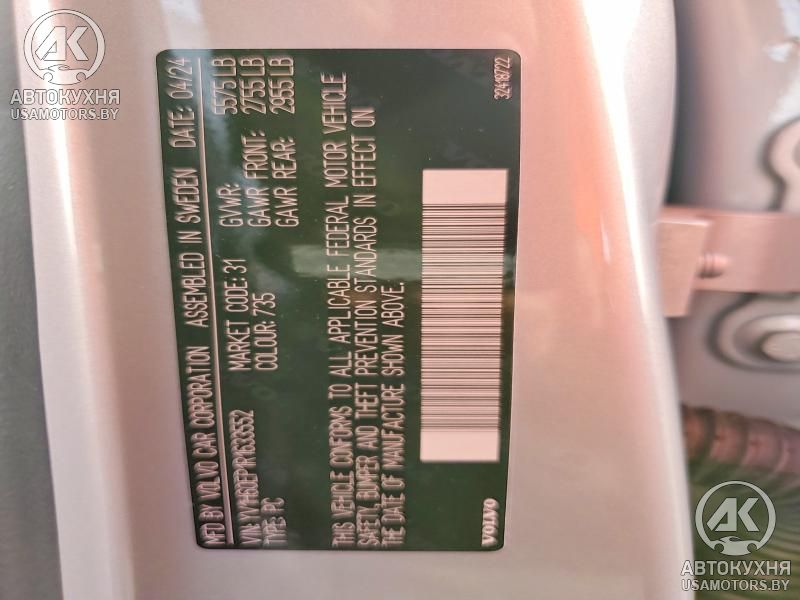 MFD BY VOLVO CAR CORPORATION ASSEMBLED IN SWEDEN DATE: 04/24
VIN: YV1H60EP1R1633552 MARKET CODE: 31 GVWR: 5575 LB
TYPE: PC COLOUR: 735 GAWR FRONT: 2755 LB
GAWR REAR: 2955 LB
THIS VEHICLE CONFORMS TO ALL APPLICABLE FEDERAL MOTOR VEHICLE
SAFETY, BUMPER AND THEFT PREVENTION STANDARDS IN EFFECT ON
THE DATE OF MANUFACTURE SHOWN ABOVE.
VOLVO 32418722
АК
АВТОКУХНЯ
USAMOTORS.BY
АК
АВТОКУХНЯ
USAMOTORS.BY